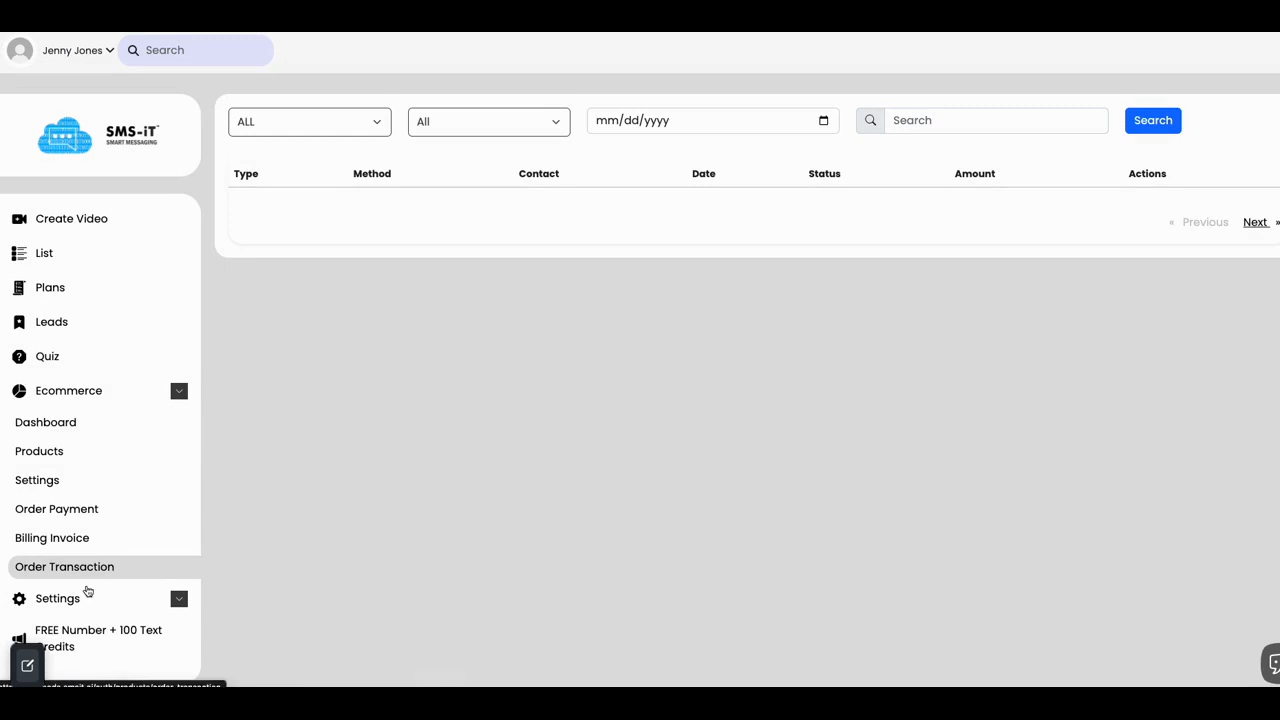 Jenny Jones
Search
SMS-iT
SMART MESSAGING
ALL
All
mm/dd/yyyy
Search
Search
Type Method Contact Date Status Amount Actions
« Previous Next »
Create Video
List
Plans
Leads
Quiz
Ecommerce
Dashboard
Products
Settings
Order Payment
Billing Invoice
Order Transaction
Settings
FREE Number + 100 Text
redits